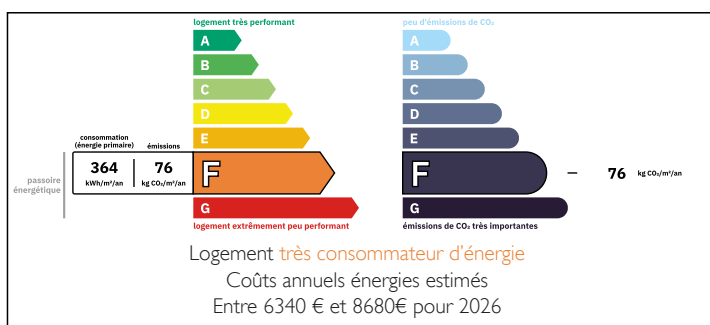 logement très performant
A
B
C
D
E
F
G
logement extrêmement peu performant
consommation
(énergie primaire)
émissions
364
76
kWh/m²/an
kg CO₂/m²/an
passoire
énergétique
peu d'émissions de CO₂
A
B
C
D
E
F
G
émissions de CO₂ très importantes
76 kg CO₂/m²/an
Logement très consommateur d'énergie
Coûts annuels énergies estimés
Entre 6340 € et 8680€ pour 2026